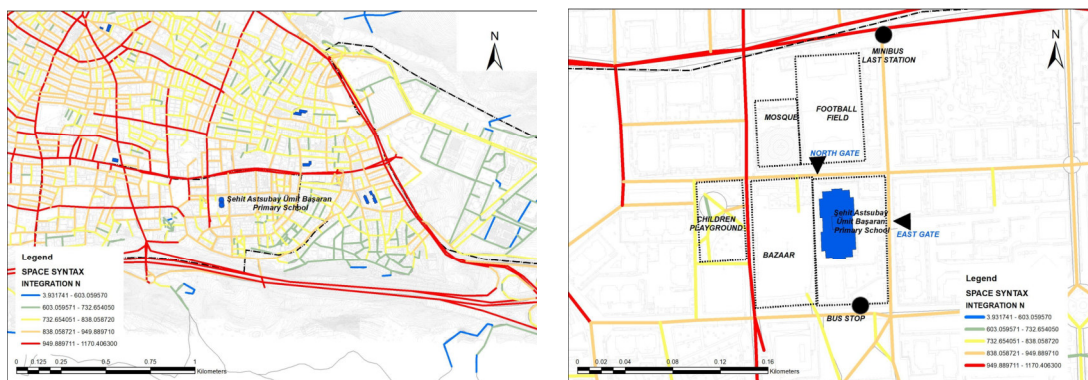 N
Şehit Astsubay Ümit Başaran
Primary School
Legend
SPACE SYNTAX
INTEGRATION N
3.931741 - 603.059570
603.059571 - 732.654050
732.654051 - 838.058720
838.058721 - 949.889710
949.889711 - 1170.406300
0 0.125 0.25 0.5 0.75 1
Kilometers
N
MINIBUS
LAST STATION
MOSQUE
FOOTBALL
FIELD
NORTH GATE
CHILDREN
PLAYGROUND
Şehit Astsubay
Ümit Başaran
Primary School
EAST GATE
BAZAAR
BUS STOP
Legend
SPACE SYNTAX
INTEGRATION N
3.931741 - 603.059570
603.059571 - 732.654050
732.654051 - 838.058720
838.058721 - 949.889710
949.889711 - 1170.406300
0 0.02 0.04 0.08 0.12 0.16
Kilometers